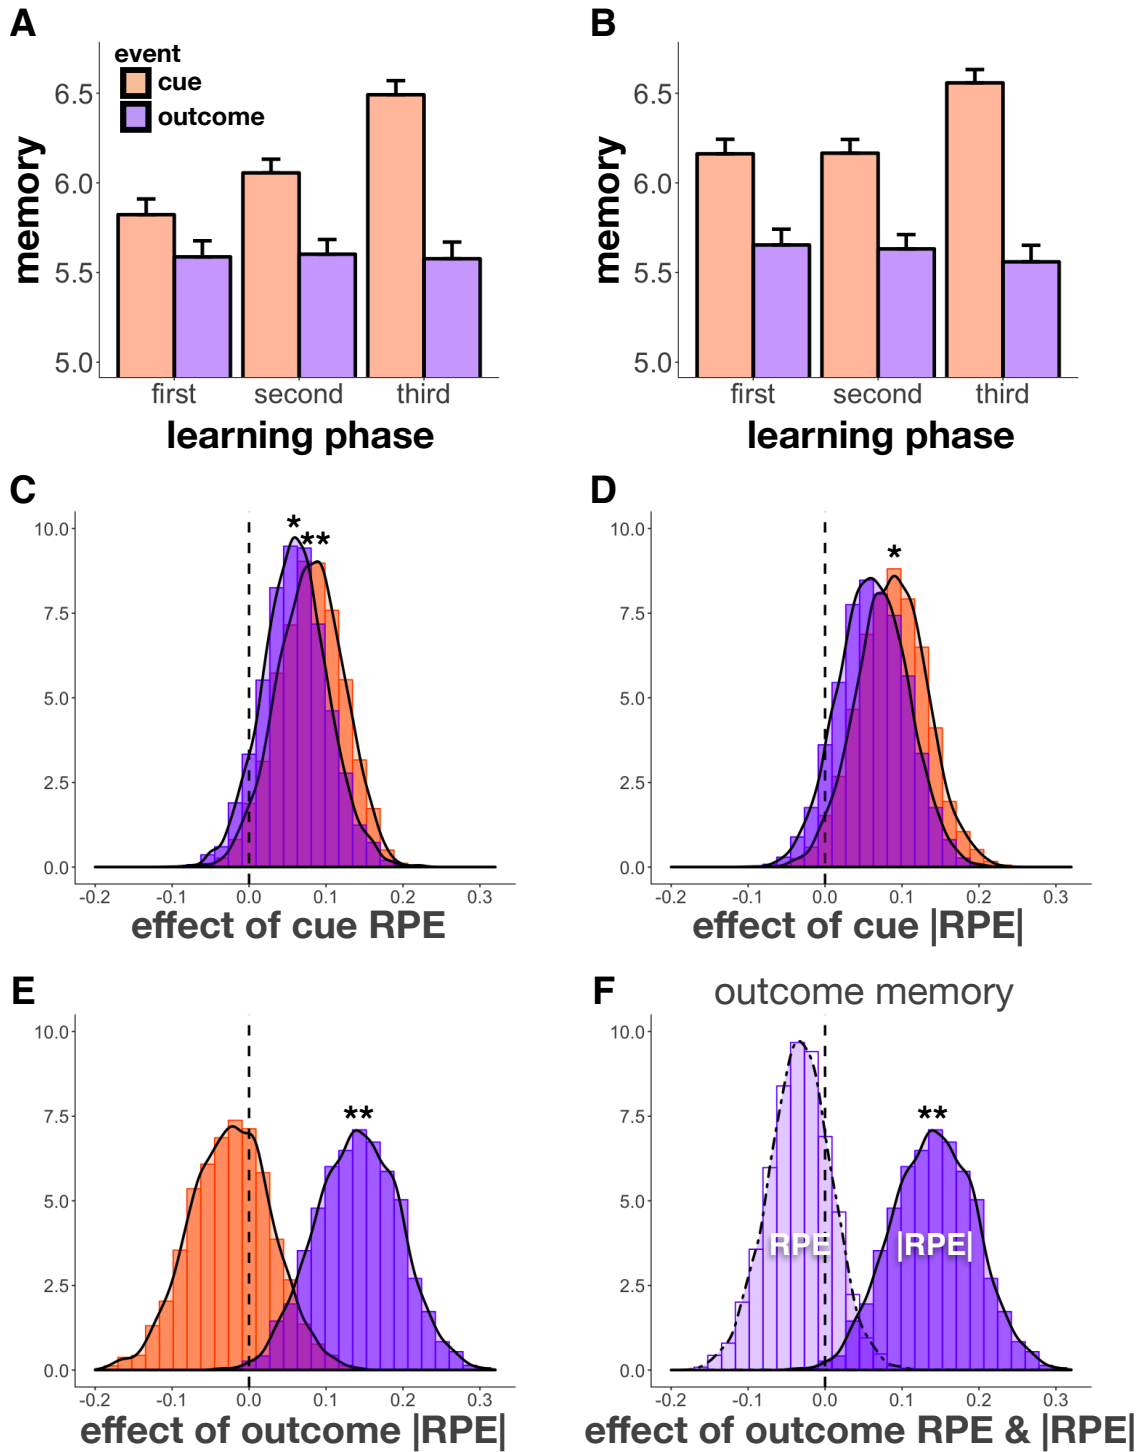 A
event
cue
outcome
memory
6.5
6.0
5.5
5.0
first second third
learning phase
B
memory
6.5
6.0
5.5
5.0
first second third
learning phase
C
10.0
7.5
5.0
2.5
0.0
*
**
-0.2 -0.1 0.0 0.1 0.2 0.3
effect of cue RPE
D
10.0
7.5
5.0
2.5
0.0
*
-0.2 -0.1 0.0 0.1 0.2 0.3
effect of cue |RPE|
E
10.0
7.5
5.0
2.5
0.0
**
-0.2 -0.1 0.0 0.1 0.2 0.3
effect of outcome |RPE|
F
outcome memory
10.0
7.5
5.0
2.5
0.0
**
RPE |RPE|
-0.2 -0.1 0.0 0.1 0.2 0.3
effect of outcome RPE & |RPE|